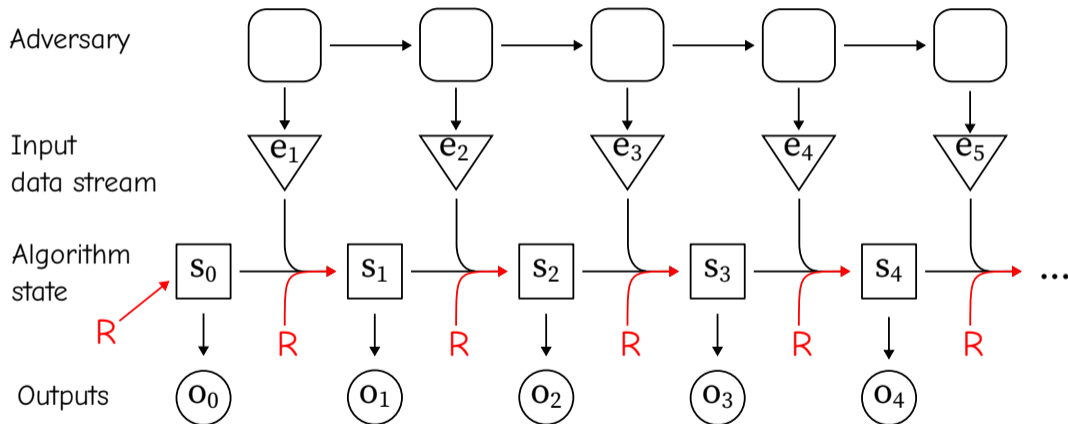 Adversary
Input
data stream
e₁ e₂ e₃ e₄ e₅
Algorithm
state
s₀ s₁ s₂ s₃ s₄ ...
R R R R R R
Outputs
o₀ o₁ o₂ o₃ o₄